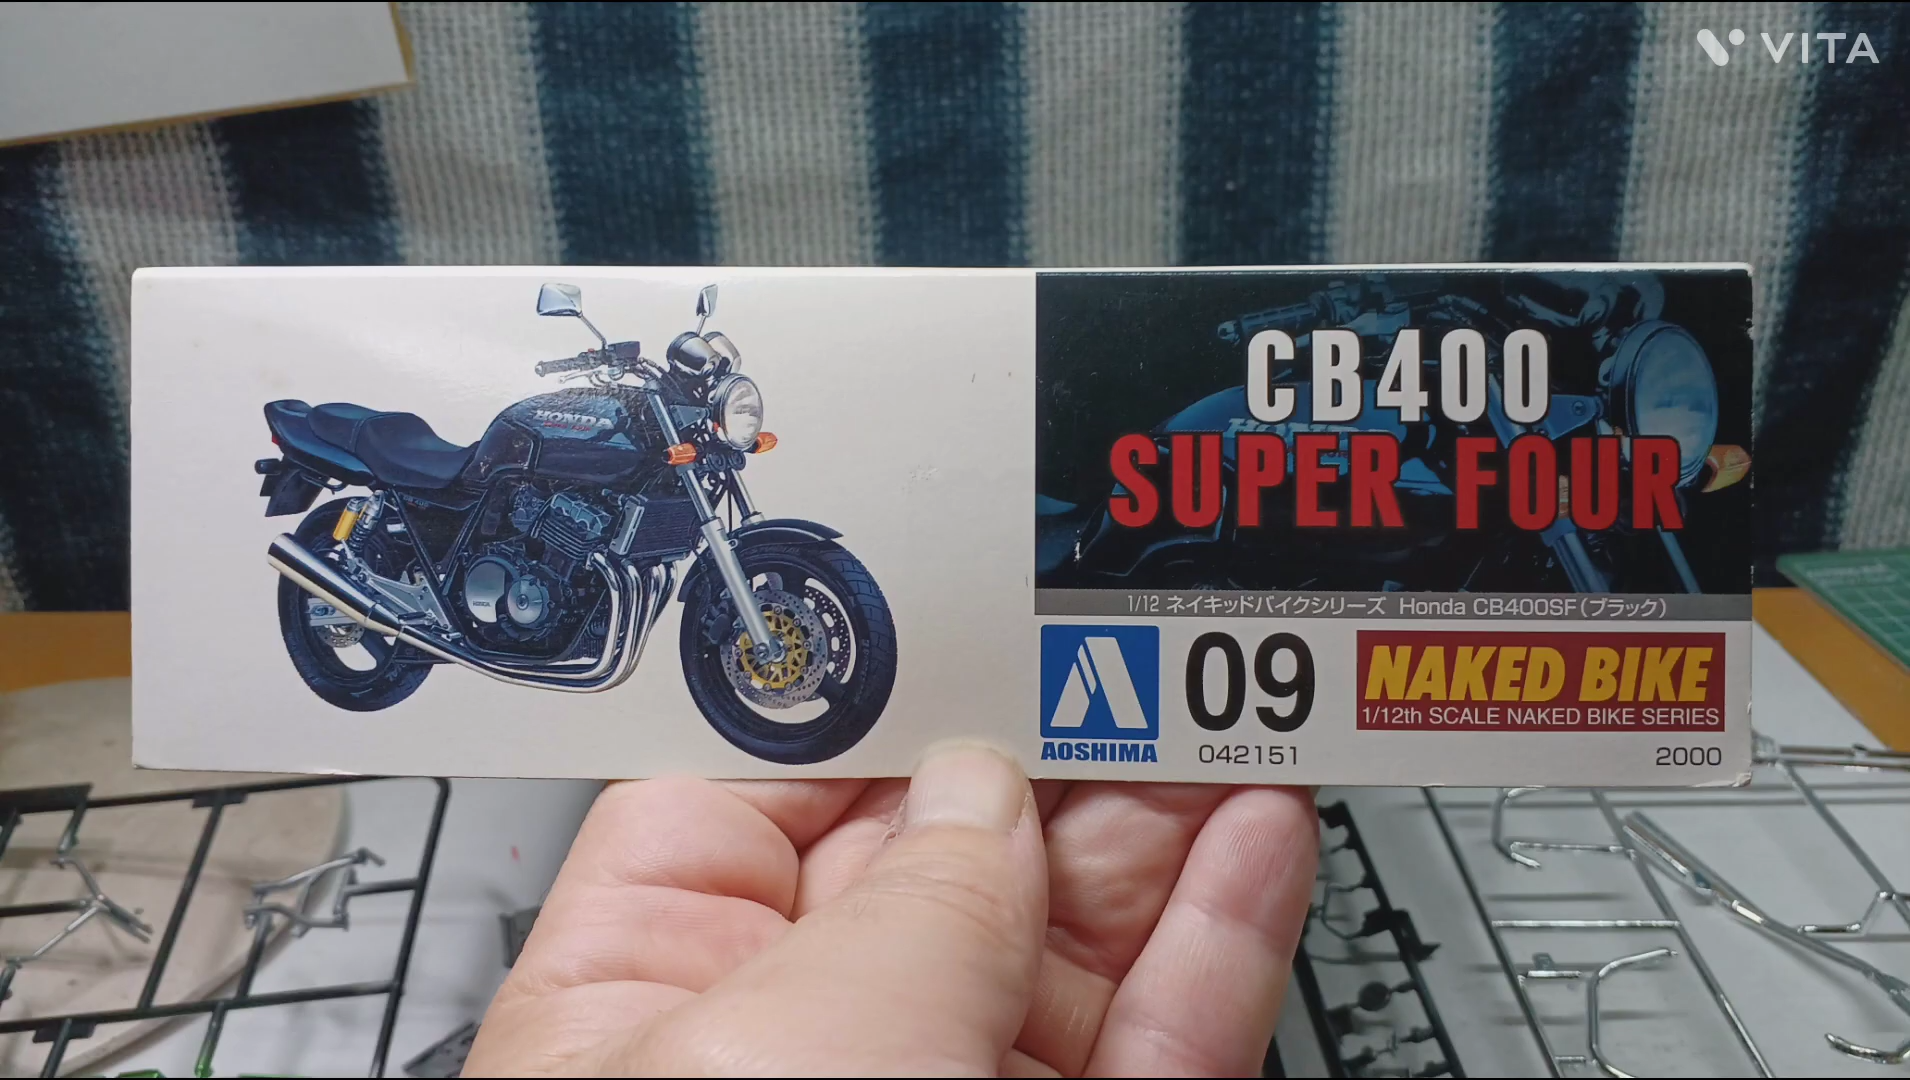 VITA
HONDA
CB400
SUPER FOUR
1/12 ネイキッドバイクシリーズ Honda CB400SF(ブラック)
AOSHIMA
09
042151
NAKED BIKE
1/12th SCALE NAKED BIKE SERIES
2000